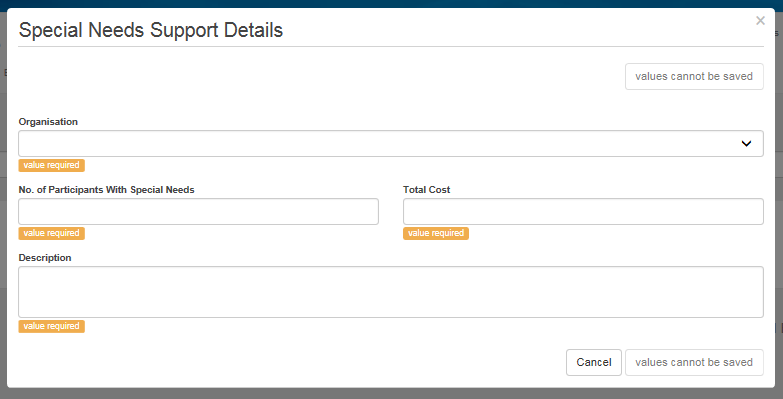 Special Needs Support Details
×
values cannot be saved
Organisation
value required
No. of Participants With Special Needs
Total Cost
value required
value required
Description
value required
Cancel
values cannot be saved